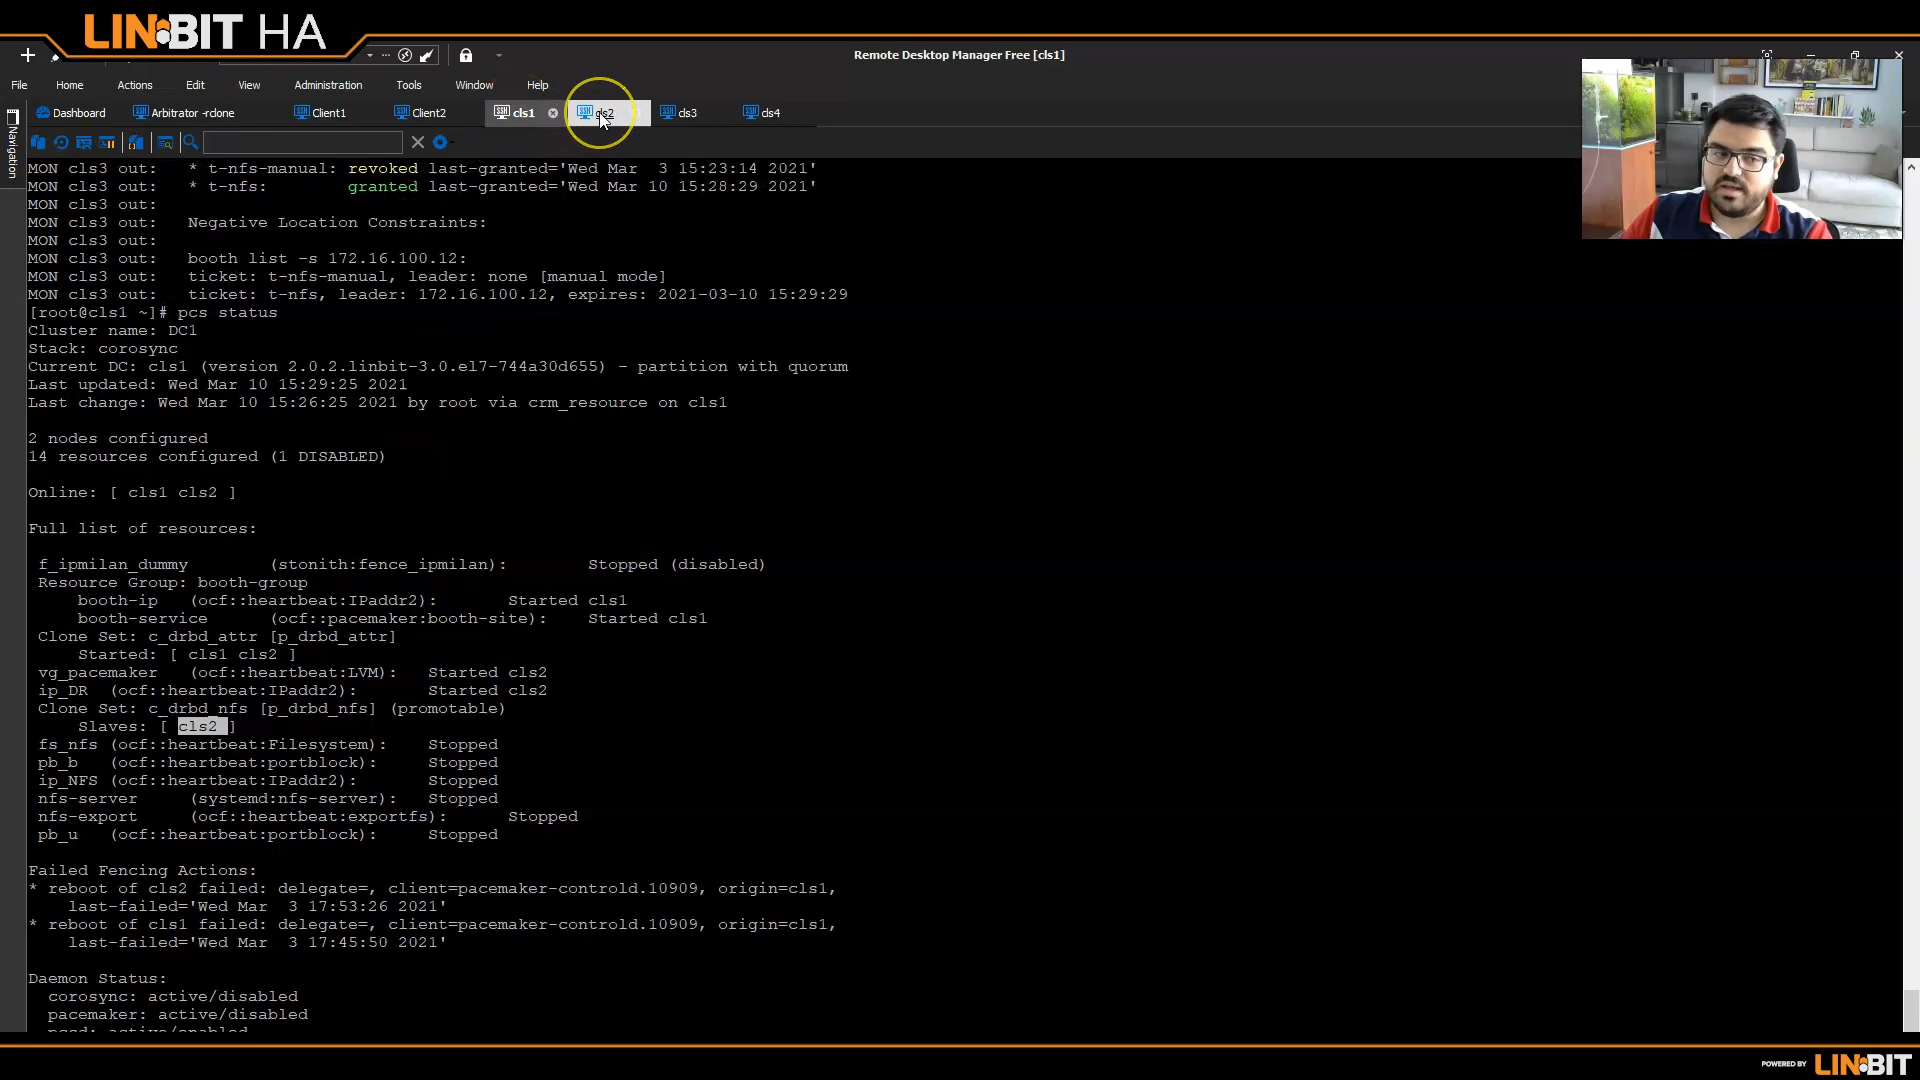 LINBIT HA
Remote Desktop Manager Free [cls1]
File Home Actions Edit View Administration Tools Window Help
Navigation
Dashboard Arbitrator -rclone Client1 Client2 cls1 cls2 cls3 cls4
MON cls3 out:   * t-nfs-manual: revoked last-granted='Wed Mar  3 15:23:14 2021'
MON cls3 out:   * t-nfs:        granted last-granted='Wed Mar 10 15:28:29 2021'
MON cls3 out:
MON cls3 out:   Negative Location Constraints:
MON cls3 out:
MON cls3 out:   booth list -s 172.16.100.12:
MON cls3 out:   ticket: t-nfs-manual, leader: none [manual mode]
MON cls3 out:   ticket: t-nfs, leader: 172.16.100.12, expires: 2021-03-10 15:29:29
[root@cls1 ~]# pcs status
Cluster name: DC1
Stack: corosync
Current DC: cls1 (version 2.0.2.linbit-3.0.el7-744a30d655) - partition with quorum
Last updated: Wed Mar 10 15:29:25 2021
Last change: Wed Mar 10 15:26:25 2021 by root via crm_resource on cls1
2 nodes configured
14 resources configured (1 DISABLED)
Online: [ cls1 cls2 ]
Full list of resources:
f_ipmilan_dummy (stonith:fence_ipmilan): Stopped (disabled)
Resource Group: booth-group
booth-ip (ocf::heartbeat:IPaddr2): Started cls1
booth-service (ocf::pacemaker:booth-site): Started cls1
Clone Set: c_drbd_attr [p_drbd_attr]
Started: [ cls1 cls2 ]
vg_pacemaker (ocf::heartbeat:LVM): Started cls2
ip_DR (ocf::heartbeat:IPaddr2): Started cls2
Clone Set: c_drbd_nfs [p_drbd_nfs] (promotable)
Slaves: [ cls2 ]
fs_nfs (ocf::heartbeat:Filesystem): Stopped
pb_b (ocf::heartbeat:portblock): Stopped
ip_NFS (ocf::heartbeat:IPaddr2): Stopped
nfs-server (systemd:nfs-server): Stopped
nfs-export (ocf::heartbeat:exportfs): Stopped
pb_u (ocf::heartbeat:portblock): Stopped
Failed Fencing Actions:
* reboot of cls2 failed: delegate=, client=pacemaker-controld.10909, origin=cls1,
last-failed='Wed Mar  3 17:53:26 2021'
* reboot of cls1 failed: delegate=, client=pacemaker-controld.10909, origin=cls1,
last-failed='Wed Mar  3 17:45:50 2021'
Daemon Status:
corosync: active/disabled
pacemaker: active/disabled
pcsd: active/enabled
POWERED BY LINBIT